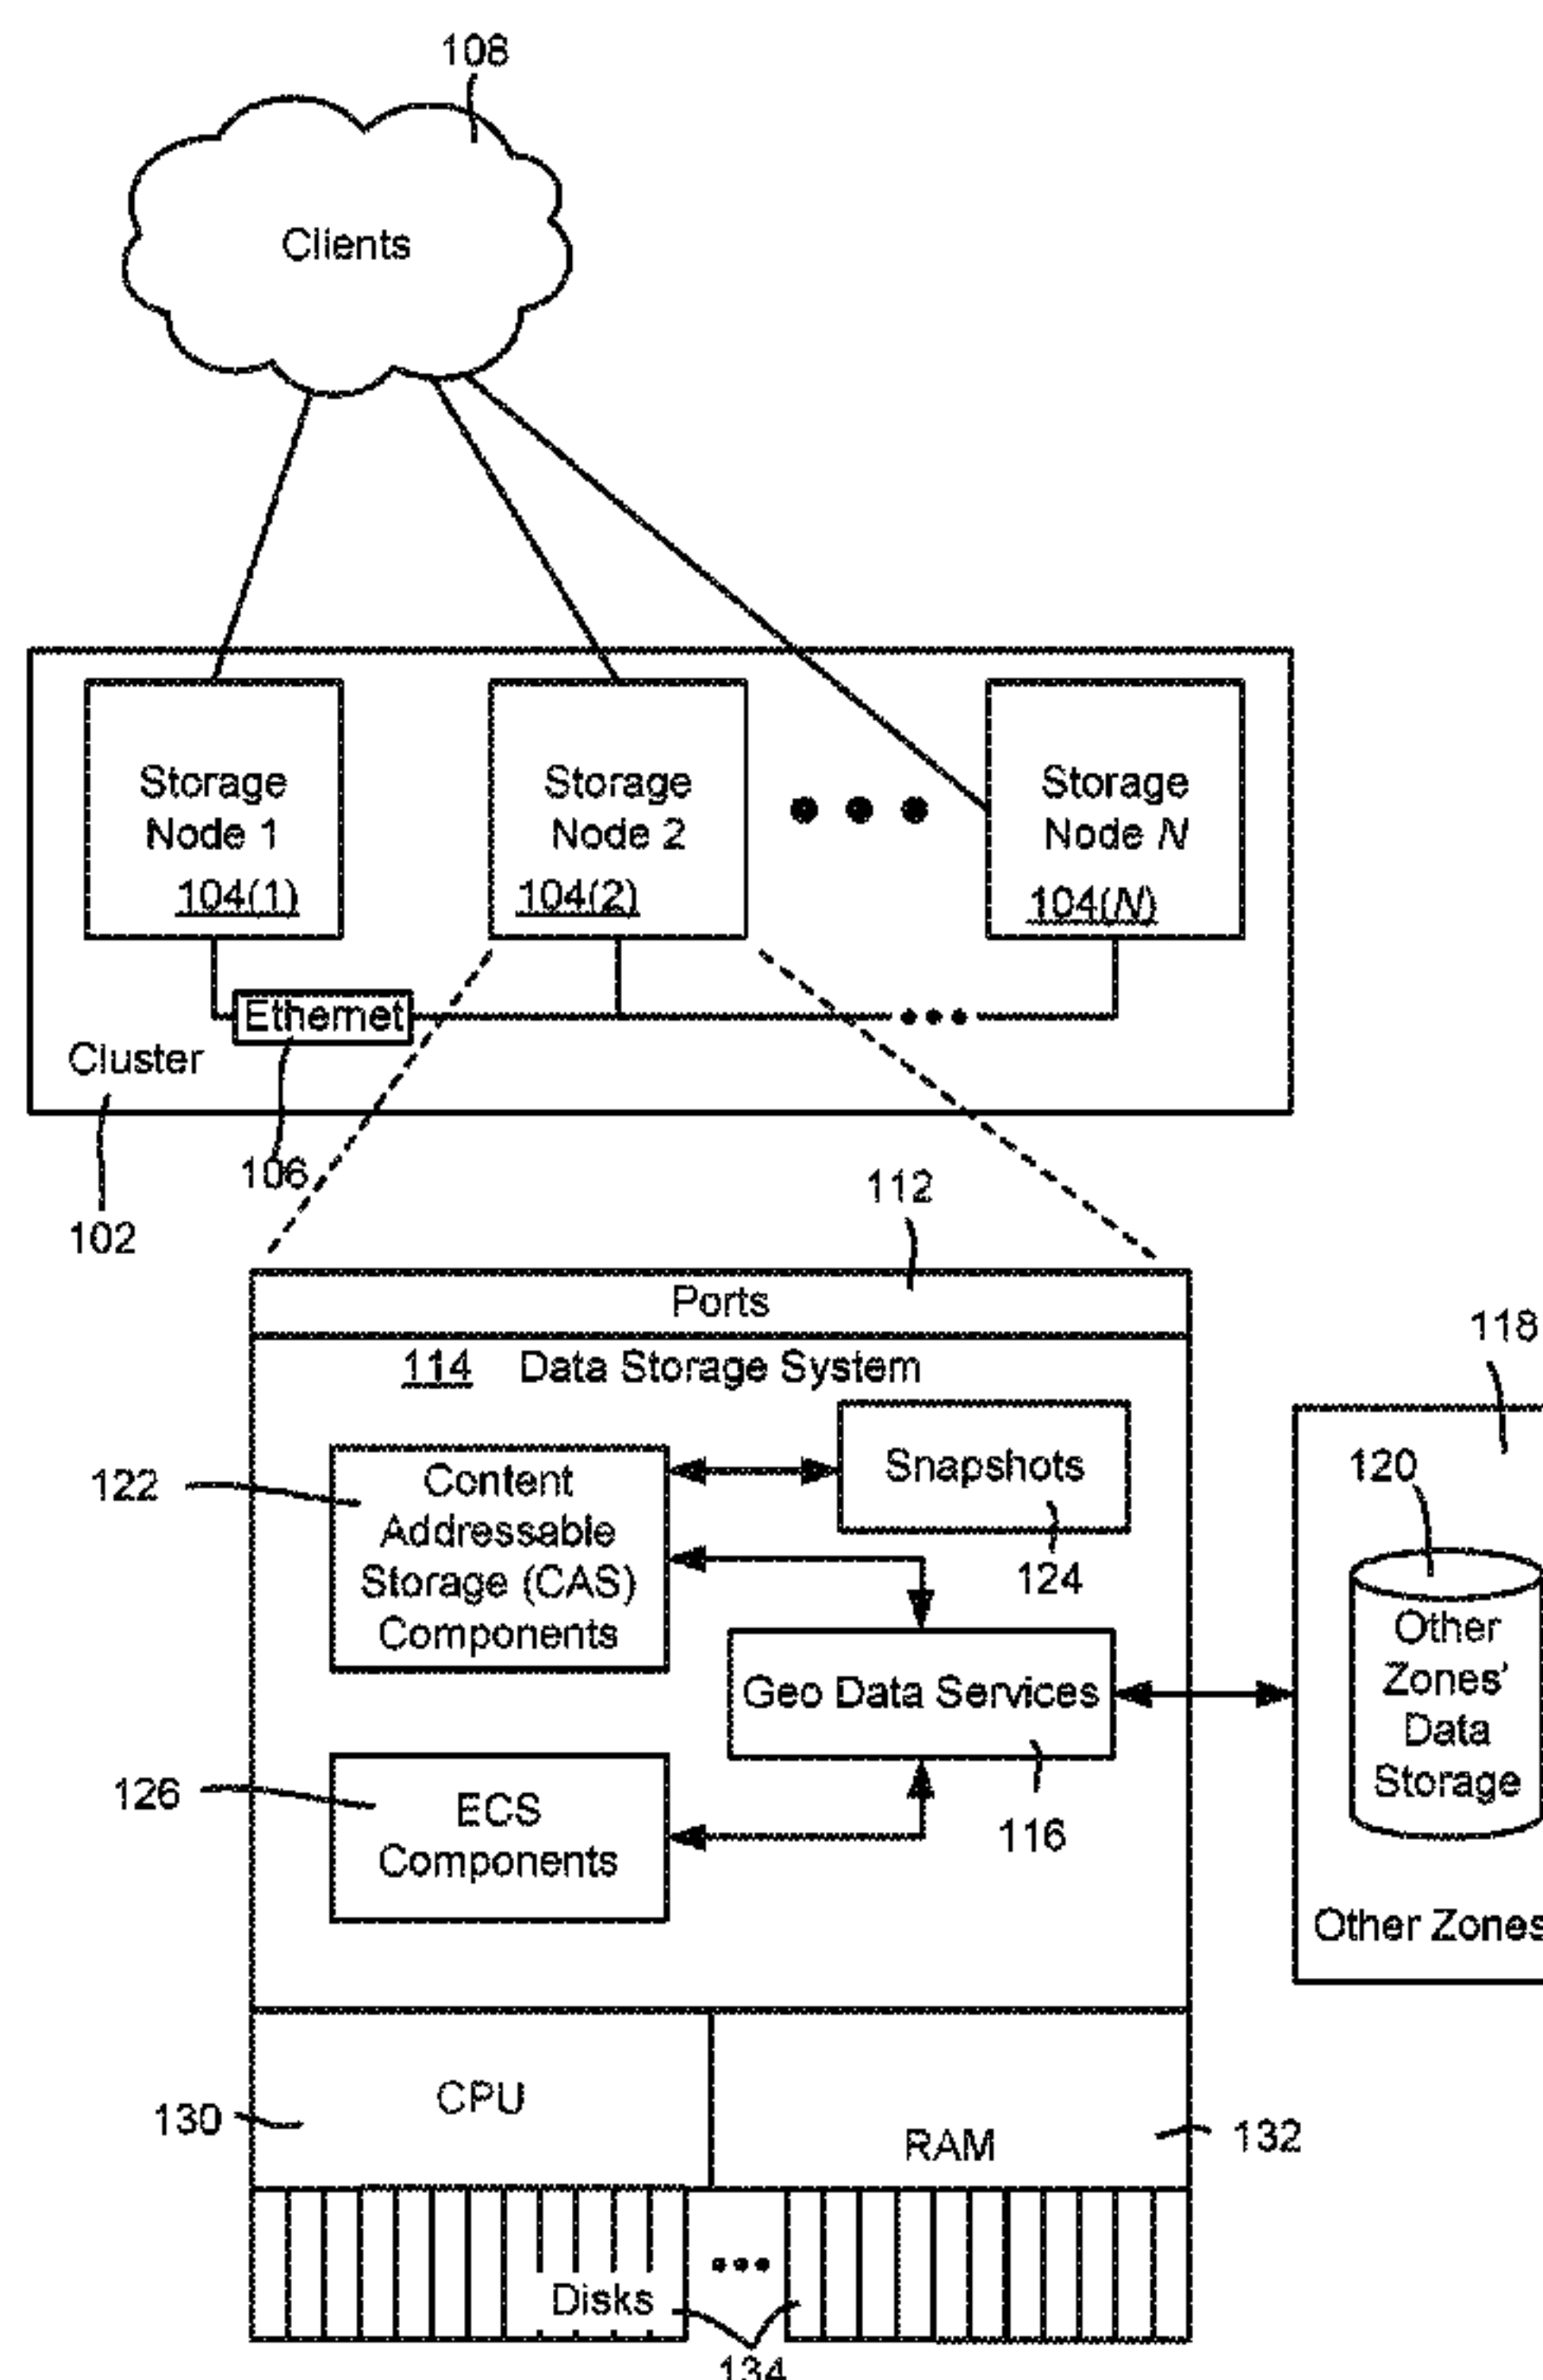 108
Clients
Storage
Node 1
104(1)
Storage
Node 2
104(2)
Storage
Node N
104(N)
Ethernet
Cluster
106
102
112
Ports
114 Data Storage System
118
122
Content
Addressable
Storage (CAS)
Components
Snapshots
124
120
Other
Zones'
Data
Storage
Geo Data Services
116
126
ECS
Components
Other Zones
130
CPU
RAM
132
Disks
134